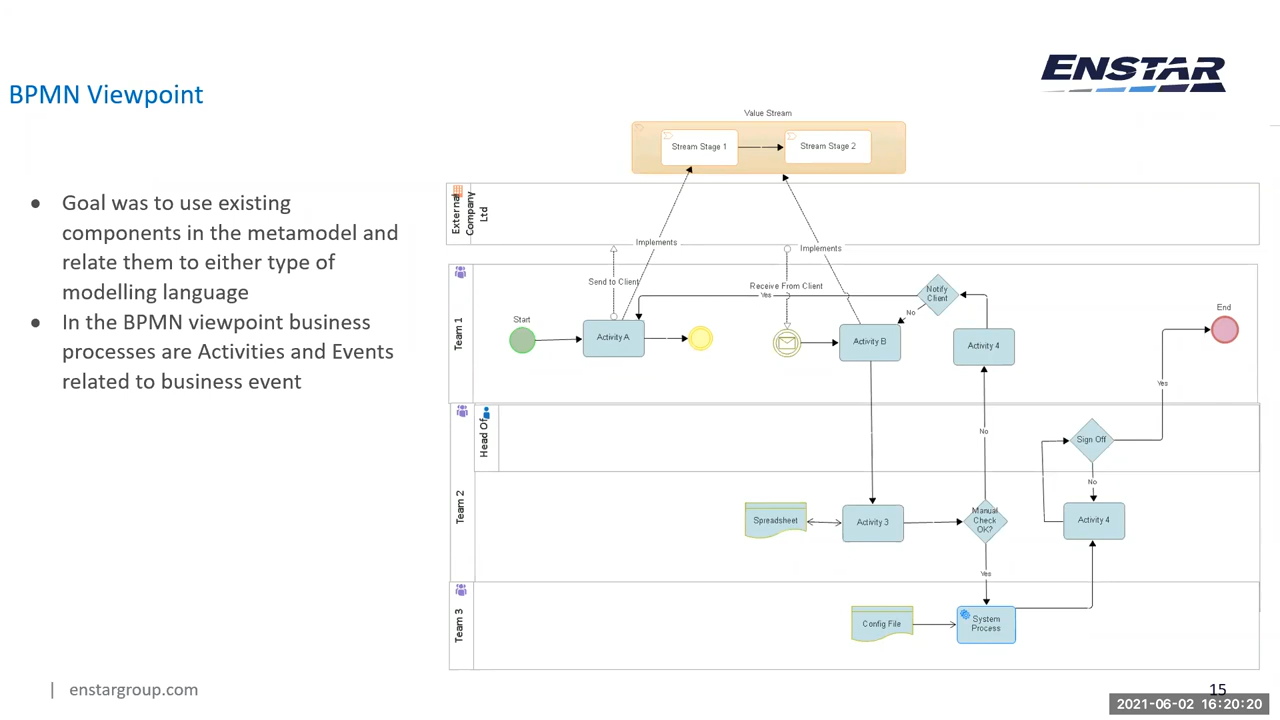 ENSTAR
BPMN Viewpoint
● Goal was to use existing
components in the metamodel and
relate them to either type of
modelling language
● In the BPMN viewpoint business
processes are Activities and Events
related to business event
Value Stream
Stream Stage 1
Stream Stage 2
External
Company
Ltd
Implements
Implements
Send to Client
Receive From Client
Yes
Notify
Client
No
Team 1
Start
Activity A
Activity B
Activity 4
End
Yes
No
Head Of
Sign Off
No
Team 2
Spreadsheet
Activity 3
Manual
Check
OK?
Activity 4
Yes
Team 3
Config File
System
Process
| enstargroup.com
15
2021-06-02 16:20:20